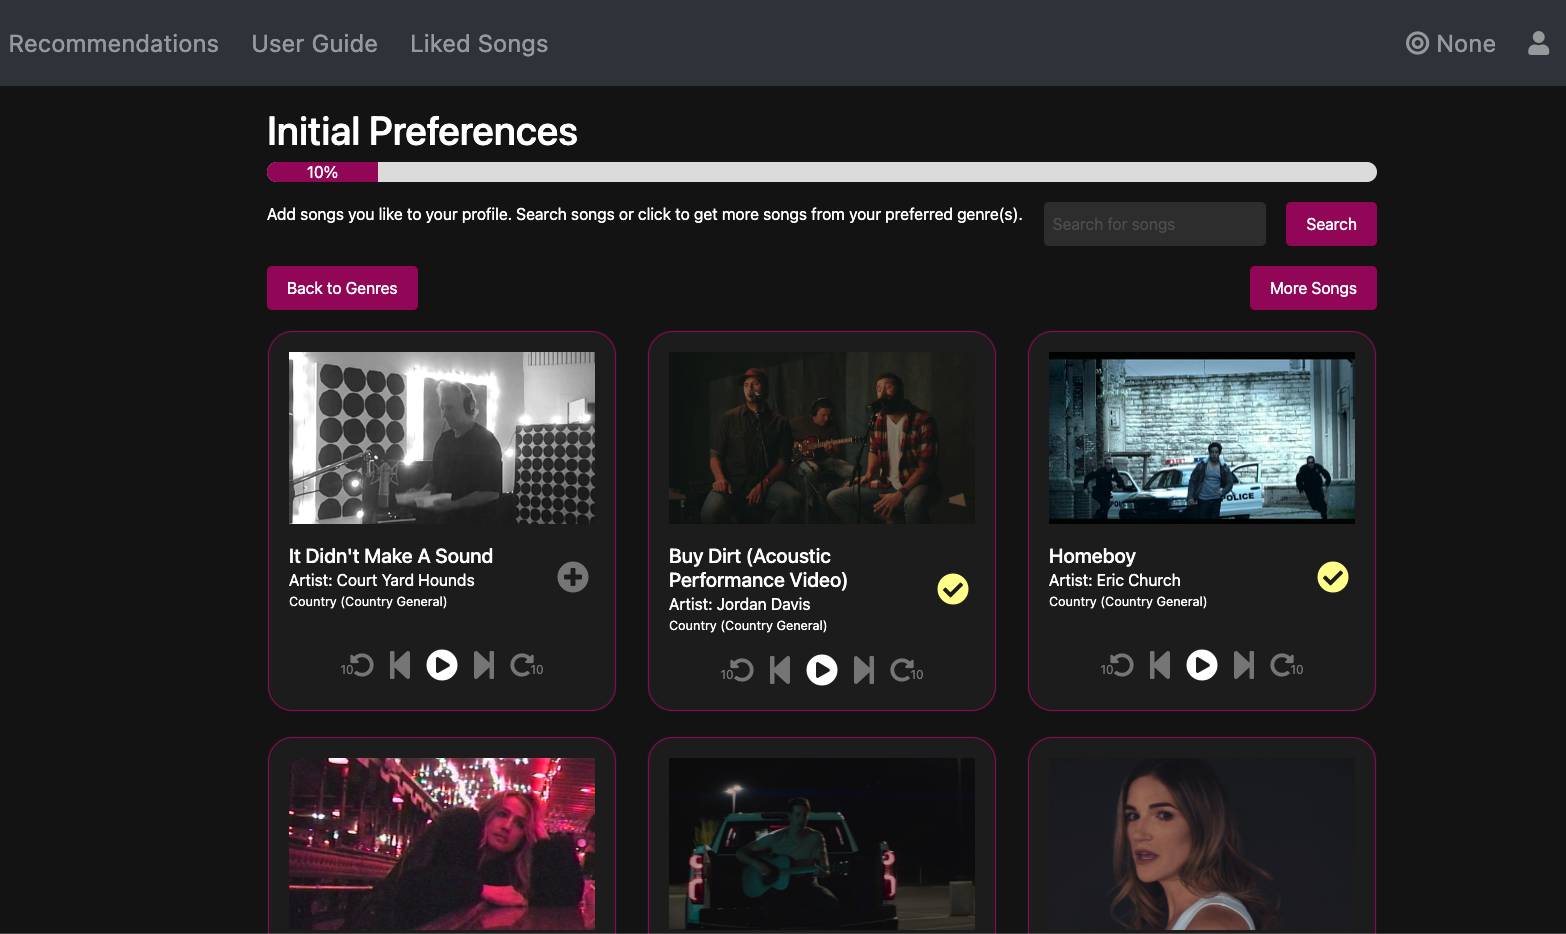 Recommendations User Guide Liked Songs None
Initial Preferences
10%
Add songs you like to your profile. Search songs or click to get more songs from your preferred genre(s). Search for songs Search
Back to Genres More Songs
POLICE
It Didn't Make A Sound
Artist: Court Yard Hounds
Country (Country General)
10 10
Buy Dirt (Acoustic
Performance Video)
Artist: Jordan Davis
Country (Country General)
10 10
Homeboy
Artist: Eric Church
Country (Country General)
10 10